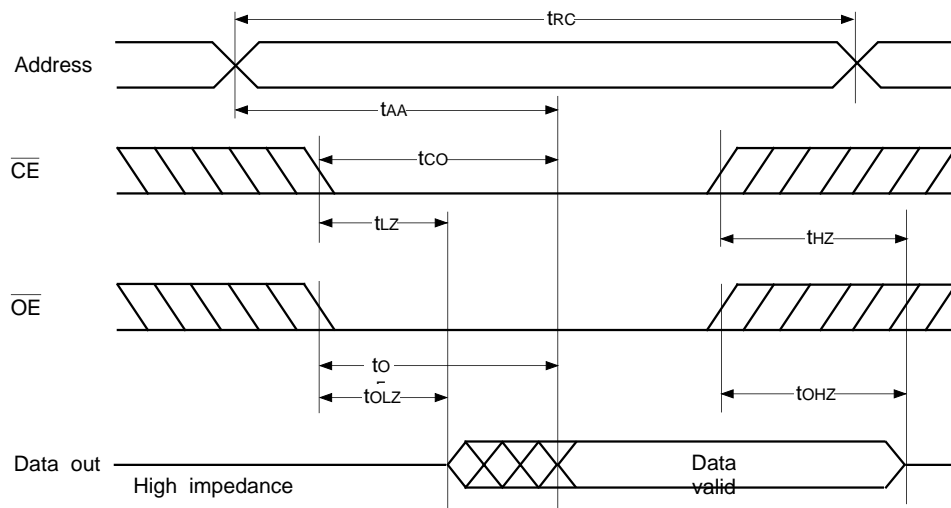 tRC
Address
tAA
CE
tCO
tLZ
tHZ
OE
tO
tOLZ
tOHZ
Data out
High impedance
Data
valid